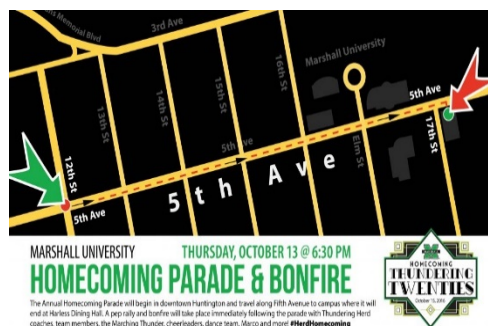 Memorial Blvd
3rd Ave
Marshall University
16th St
15th St
14th St
13th St
5th Ave
17th St
12th St
5th Ave
Elm St
5th Ave
5th Ave
MARSHALL UNIVERSITY
THURSDAY, OCTOBER 13 @ 6:30 PM
HOMECOMING PARADE & BONFIRE
The Annual Homecoming Parade will begin in downtown Huntington and travel along Fifth Avenue to campus where it will
end at Harless Dining Hall. A pep rally and bonfire will take place immediately following the parade with Thundering Herd
coaches, team members, the Marching Thunder, cheerleaders, dance team, Marco and more! #HerdHomecoming
HOMECOMING
THUNDERING
TWENTIES